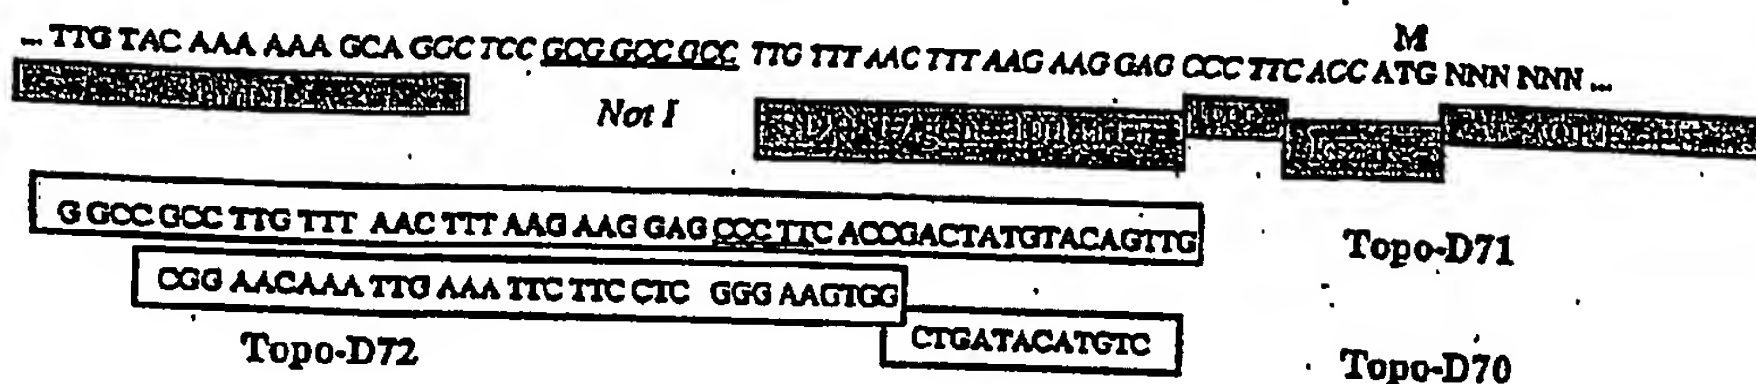 M
... TTG TAC AAA AAA GCA GGC TCC GCG GCC GCC TTG TTT AAC TTT AAG AAG GAG CCC TTC ACC ATG NNN NNN ...
Not I
G GCC GCC TTG TTT AAC TTT AAG AAG GAG CCC TTC ACCGACTATGTACAGTTG
Topo-D71
CGG AACAAA TTG AAA TTC TTC CTC GGG AAGTGG
CTGATACATGTC
Topo-D72
Topo-D70